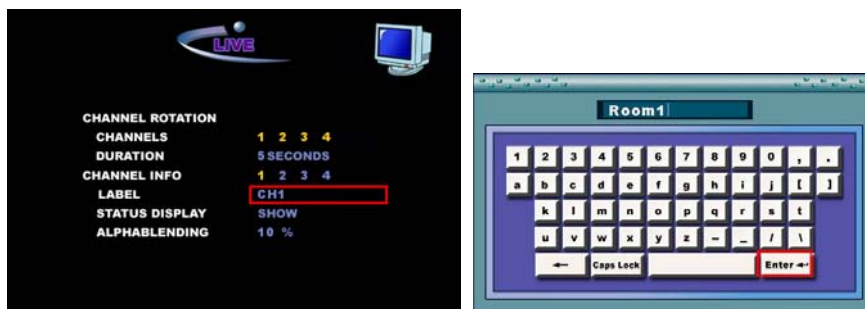 LIVE
CHANNEL ROTATION
CHANNELS 1 2 3 4
DURATION 5 SECONDS
CHANNEL INFO 1 2 3 4
LABEL CH1
STATUS DISPLAY SHOW
ALPHABLENDING 10 %
Room1
1 2 3 4 5 6 7 8 9 0 , .
a b c d e f g h i j [ ]
k l m n o p q r s t
u v w x y z - _ / \
← Caps Lock Enter ↵